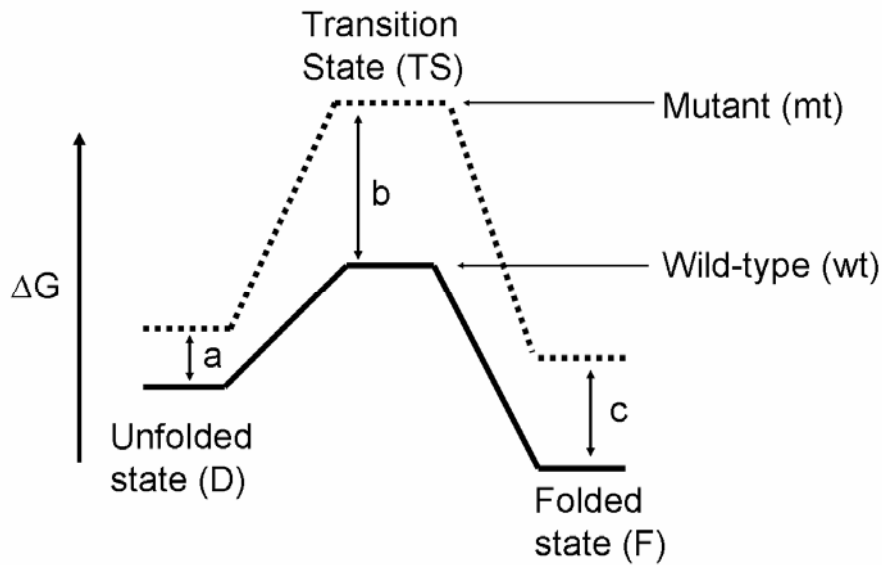 Transition
State (TS)
Mutant (mt)
b
Wild-type (wt)
ΔG
a
c
Unfolded
state (D)
Folded
state (F)